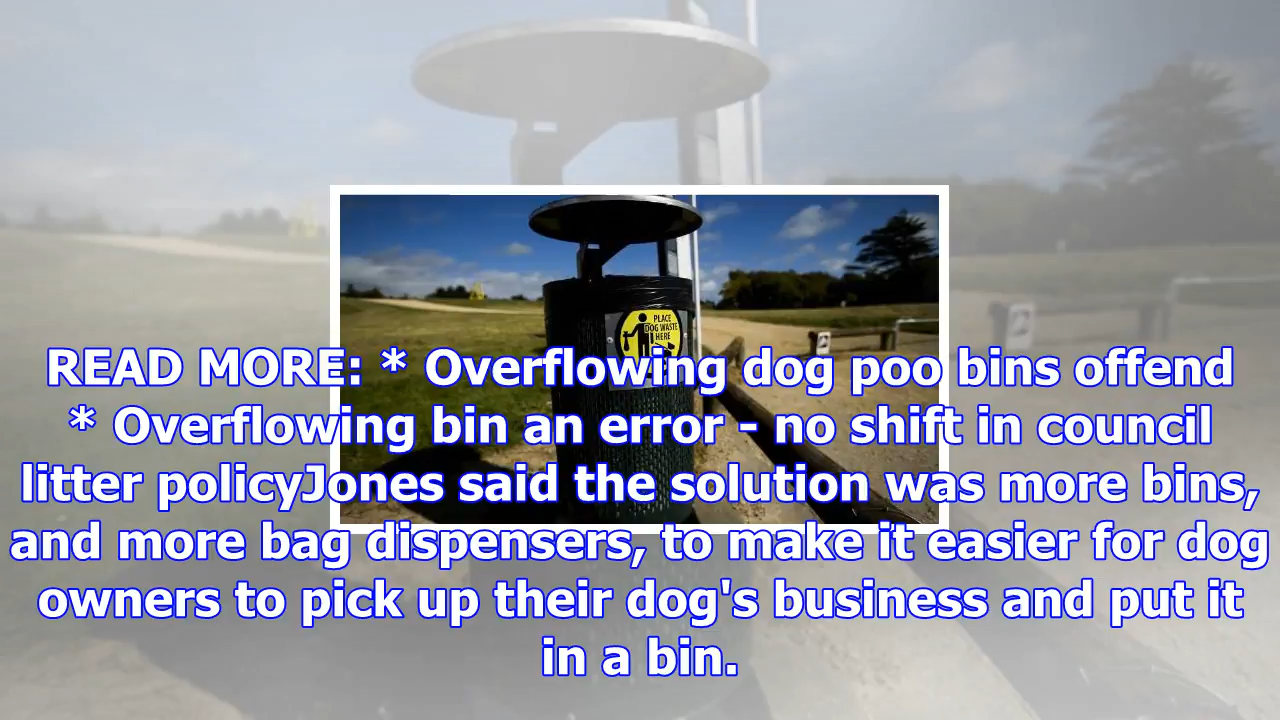 PLACE
DOG WASTE
HERE
READ MORE: * Overflowing dog poo bins offend
* Overflowing bin an error - no shift in council
litter policyJones said the solution was more bins,
and more bag dispensers, to make it easier for dog
owners to pick up their dog's business and put it
in a bin.